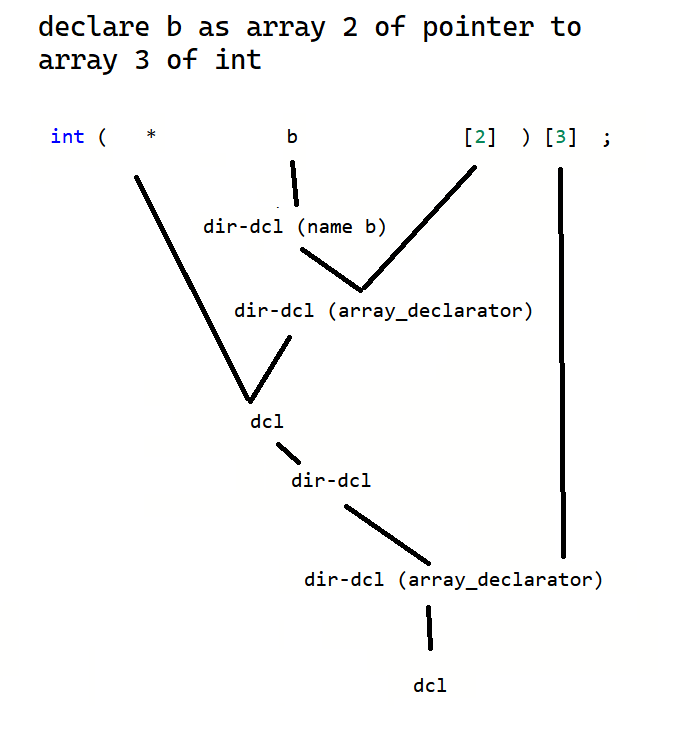 declare b as array 2 of pointer to
array 3 of int
int ( * b [2] ) [3] ;
dir-dcl (name b)
dir-dcl (array_declarator)
dcl
dir-dcl
dir-dcl (array_declarator)
dcl